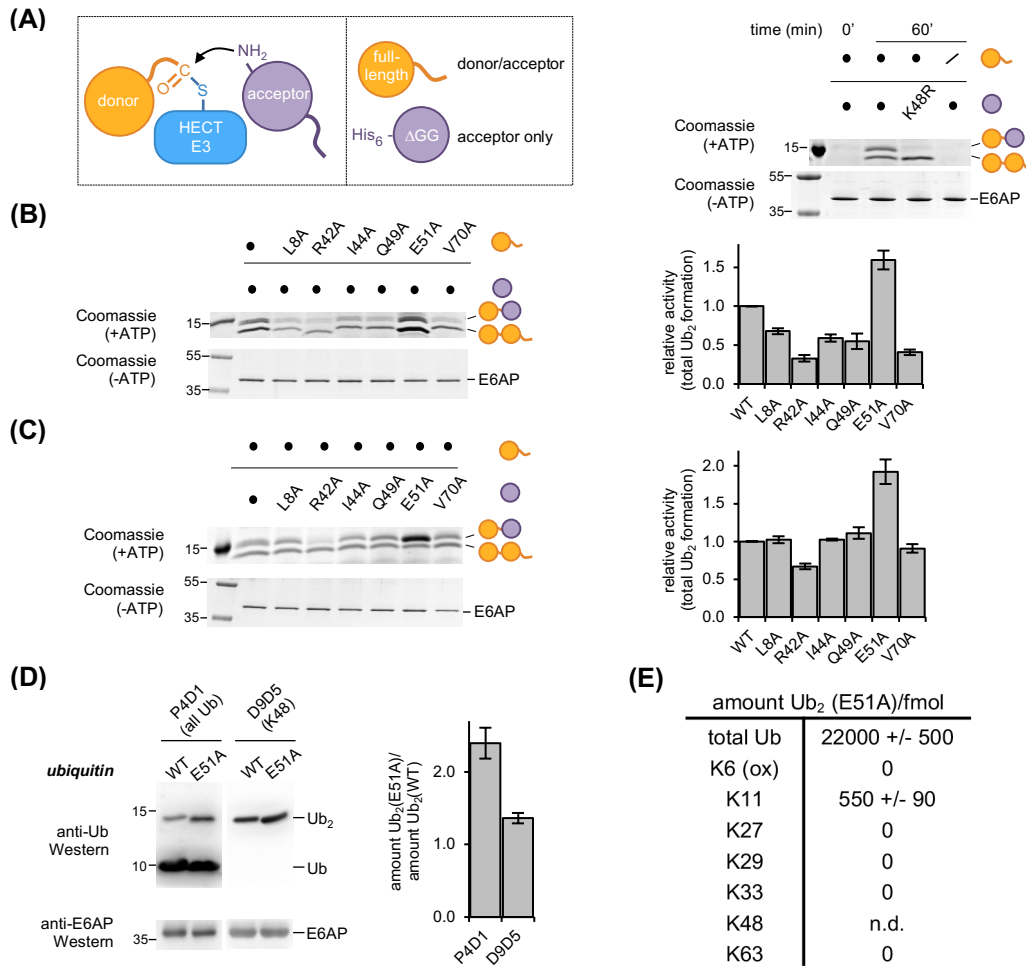 (A)
donor
C
O
S
NH2
acceptor
HECT
E3
full-
length
donor/acceptor
His6
ΔGG
acceptor only
time (min) 0' 60'
K48R
Coomassie
(+ATP)
15
Coomassie
(-ATP)
55
35
E6AP
(B)
L8A R42A I44A Q49A E51A V70A
Coomassie
(+ATP)
15
Coomassie
(-ATP)
55
35
E6AP
relative activity
(total Ub2 formation)
1.5
1.0
0.5
0.0
WT L8A R42A I44A Q49A E51A V70A
(C)
L8A R42A I44A Q49A E51A V70A
Coomassie
(+ATP)
15
Coomassie
(-ATP)
55
35
E6AP
relative activity
(total Ub2 formation)
2.0
1.5
1.0
0.5
0.0
WT L8A R42A I44A Q49A E51A V70A
(D)
P4D1
(all Ub)
D9D5
(K48)
ubiquitin
WT E51A WT E51A
anti-Ub
Western
15
10
Ub2
Ub
anti-E6AP
Western
35
E6AP
amount Ub2(E51A)/
amount Ub2(WT)
2.0
1.0
0.0
P4D1 D9D5
(E)
amount Ub2 (E51A)/fmol
total Ub 22000 +/- 500
K6 (ox) 0
K11 550 +/- 90
K27 0
K29 0
K33 0
K48 n.d.
K63 0